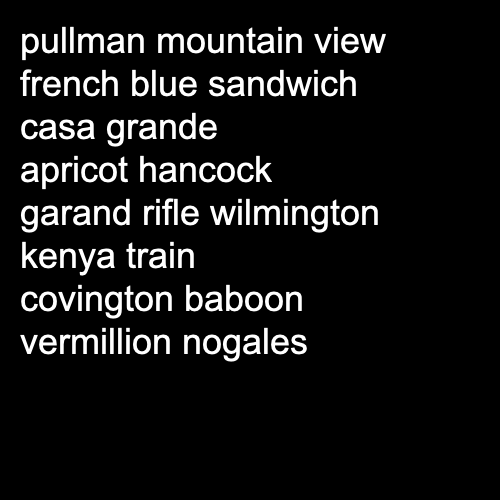 pullman mountain view
french blue sandwich
casa grande
apricot hancock
garand rifle wilmington
kenya train
covington baboon
vermillion nogales